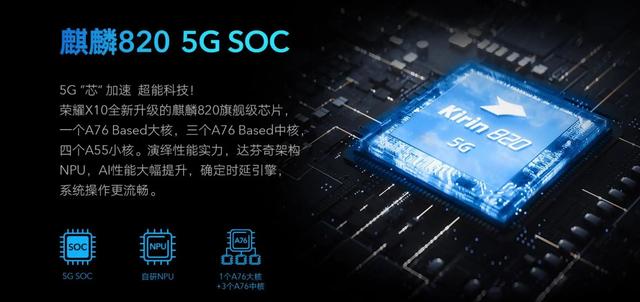 麒麟820 5G SOC
5G “芯” 加速 超能科技！
荣耀X10全新升级的麒麟820旗舰级芯片，
一个A76 Based大核，三个A76 Based中核，
四个A55小核。演绎性能实力，达芬奇架构
NPU，AI性能大幅提升，确定时延引擎，
系统操作更流畅。
Kirin 820
5G
SOC
NPU
A76
5G SOC
自研NPU
1个A76大核
+3个A76中核